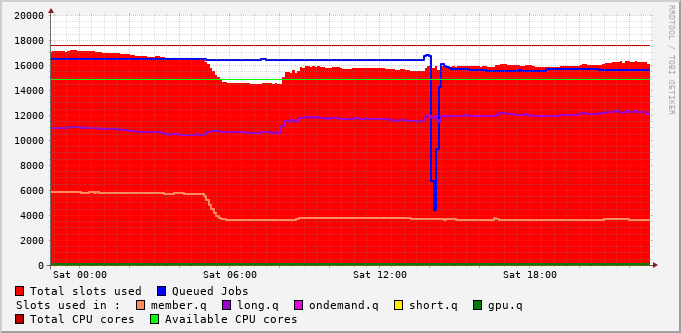 20000
18000
16000
14000
12000
10000
8000
6000
4000
2000
0
Sat 00:00 Sat 06:00 Sat 12:00 Sat 18:00
RRDTOOL / TOBI OETIKER
Total slots used Queued Jobs
Slots used in : member.q long.q ondemand.q short.q gpu.q
Total CPU cores Available CPU cores